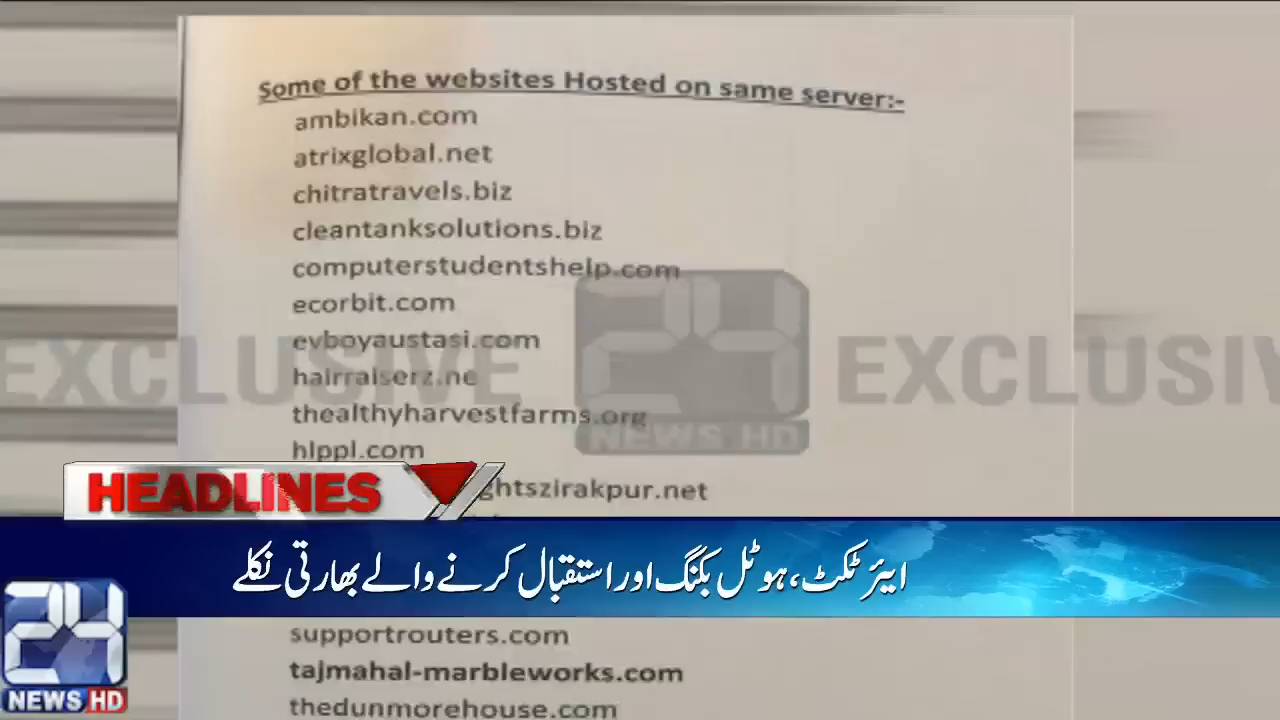 Some of the websites Hosted on same server:-
ambikan.com
atrixglobal.net
chitratravels.biz
cleantanksolutions.biz
computerstudentshelp.com
ecorbit.com
evboyaustasi.com
hairraiserz.ne
thealthyharvestfarms.org
hlppl.com
ghtszirakpur.net
EXCLUSIVE
24
NEWS HD
EXCLUSIV
HEADLINES
ایئر ٹکٹ، ہوٹل بکنگ اور استقبال کرنے والے بھارتی نکلے
24
NEWS HD
supportrouters.com
tajmahal-marbleworks.com
thedunmorehouse.com